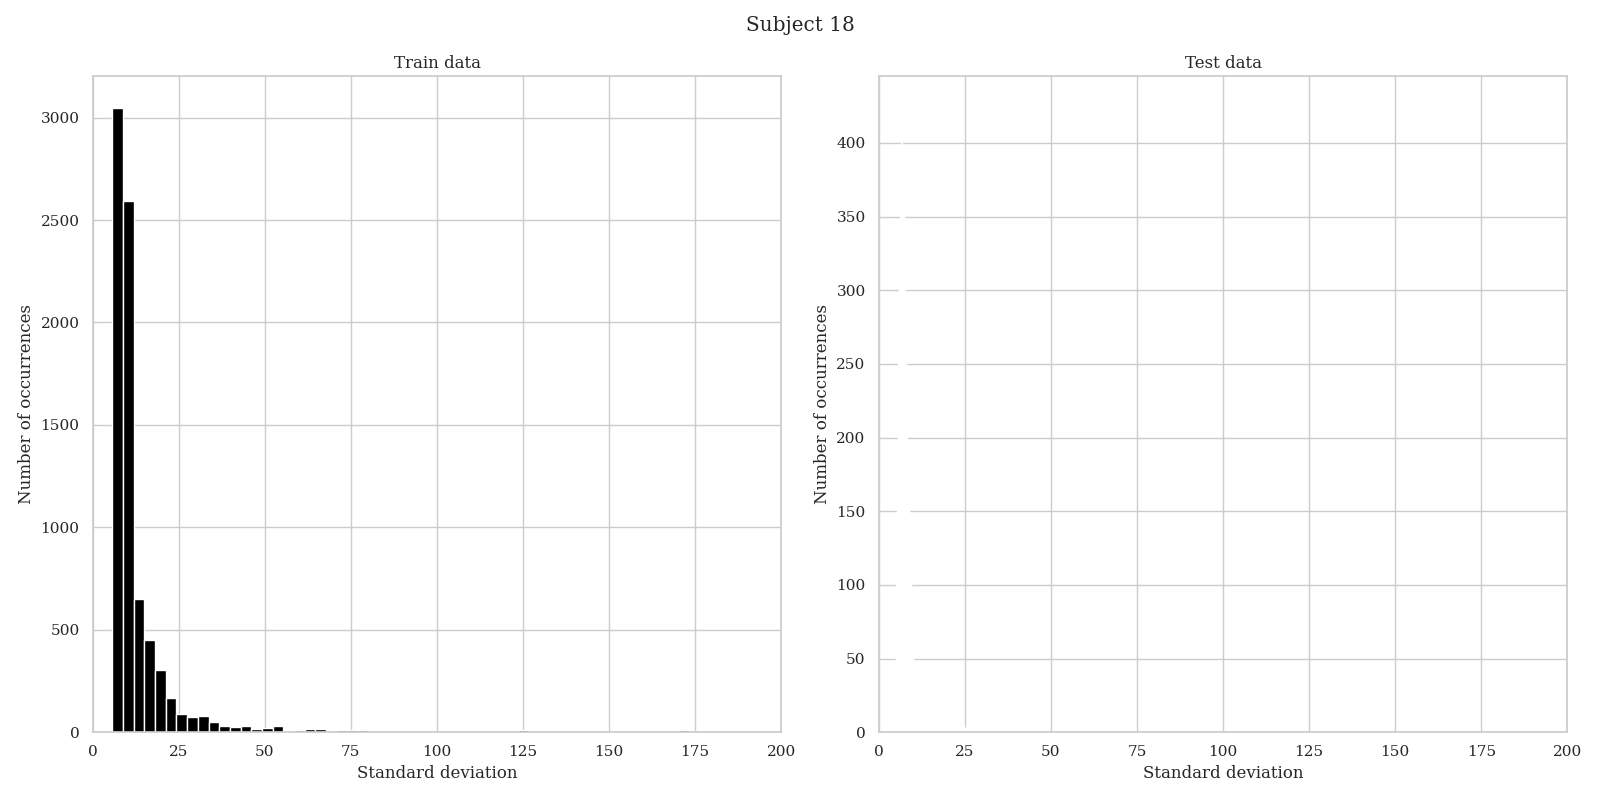 Subject 18
Train data
Test data
Number of occurrences
3000
2500
2000
1500
1000
500
0
0 25 50 75 100 125 150 175 200
Standard deviation
Number of occurrences
400
350
300
250
200
150
100
50
0
0 25 50 75 100 125 150 175 200
Standard deviation